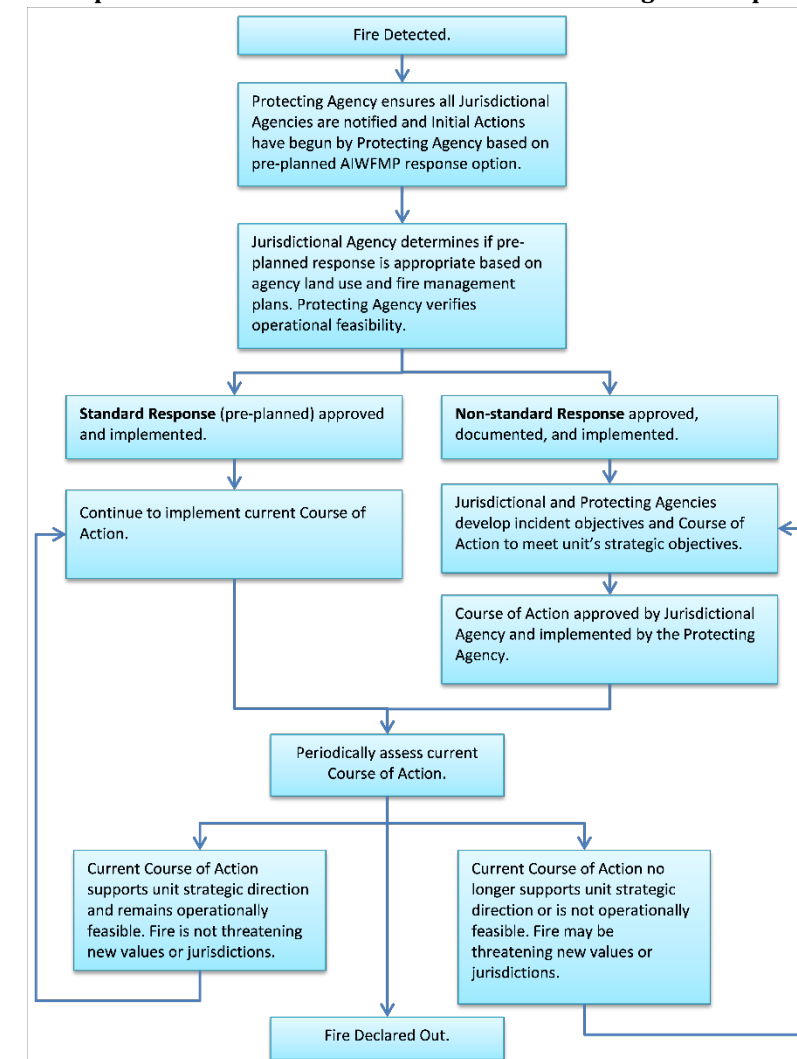 Fire Detected.
Protecting Agency ensures all Jurisdictional
Agencies are notified and Initial Actions
have begun by Protecting Agency based on
pre-planned AIWFMP response option.
Jurisdictional Agency determines if pre-
planned response is appropriate based on
agency land use and fire management
plans. Protecting Agency verifies
operational feasibility.
Standard Response (pre-planned) approved
and implemented.
Non-standard Response approved,
documented, and implemented.
Continue to implement current Course of
Action.
Jurisdictional and Protecting Agencies
develop incident objectives and Course of
Action to meet unit’s strategic objectives.
Course of Action approved by Jurisdictional
Agency and implemented by the Protecting
Agency.
Periodically assess current
Course of Action.
Current Course of Action
supports unit strategic direction
and remains operationally
feasible. Fire is not threatening
new values or jurisdictions.
Current Course of Action no
longer supports unit strategic
direction or is not operationally
feasible. Fire may be
threatening new values or
jurisdictions.
Fire Declared Out.